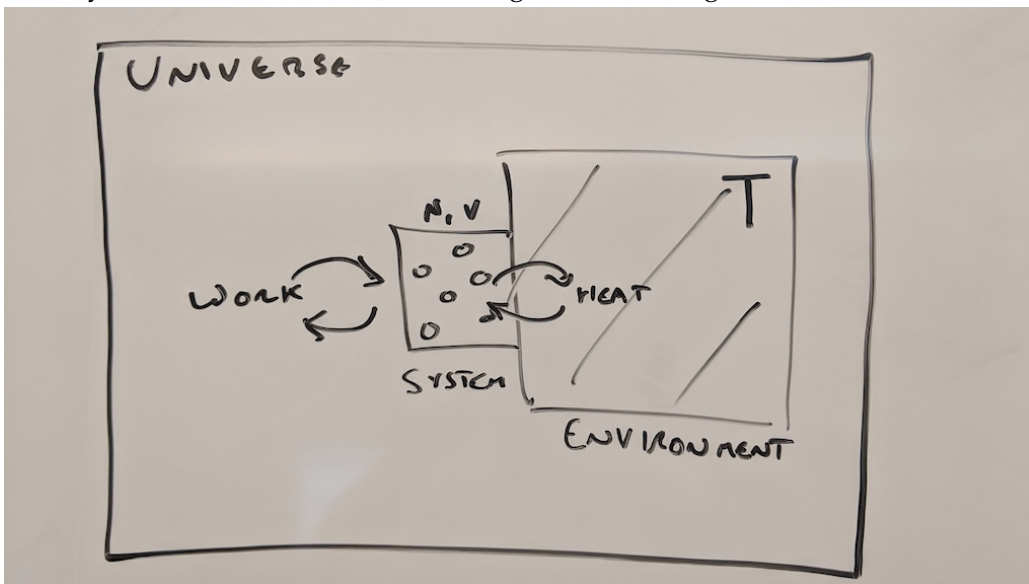 UNIVERSE
T
N, V
WORK
HEAT
SYSTEM
ENVIRONMENT